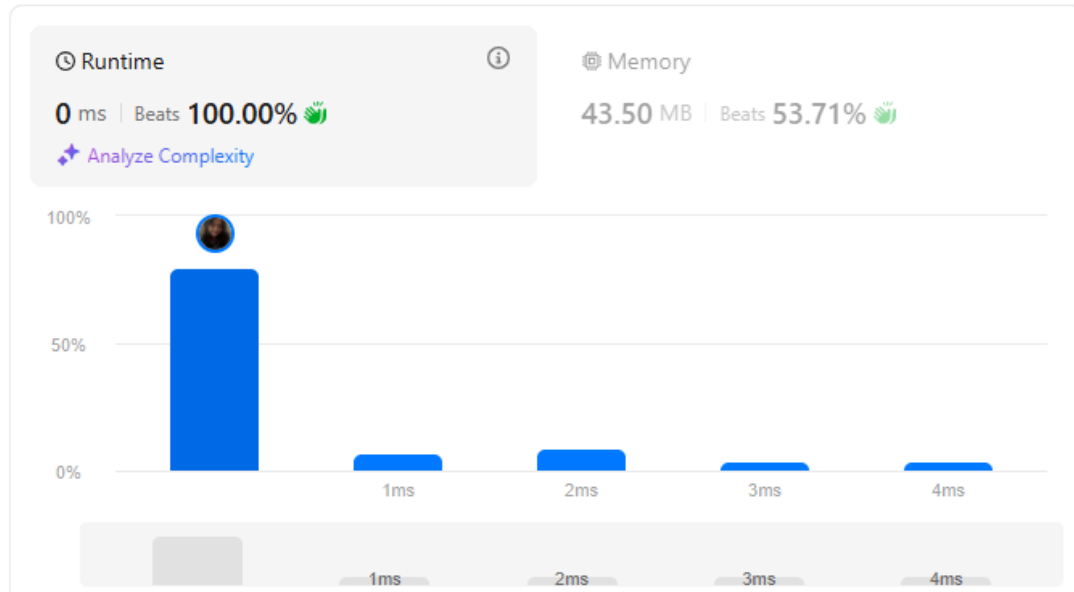 Runtime
0 ms | Beats 100.00%
Analyze Complexity
Memory
43.50 MB | Beats 53.71%
100%
50%
0%
1ms 2ms 3ms 4ms
1ms 2ms 3ms 4ms